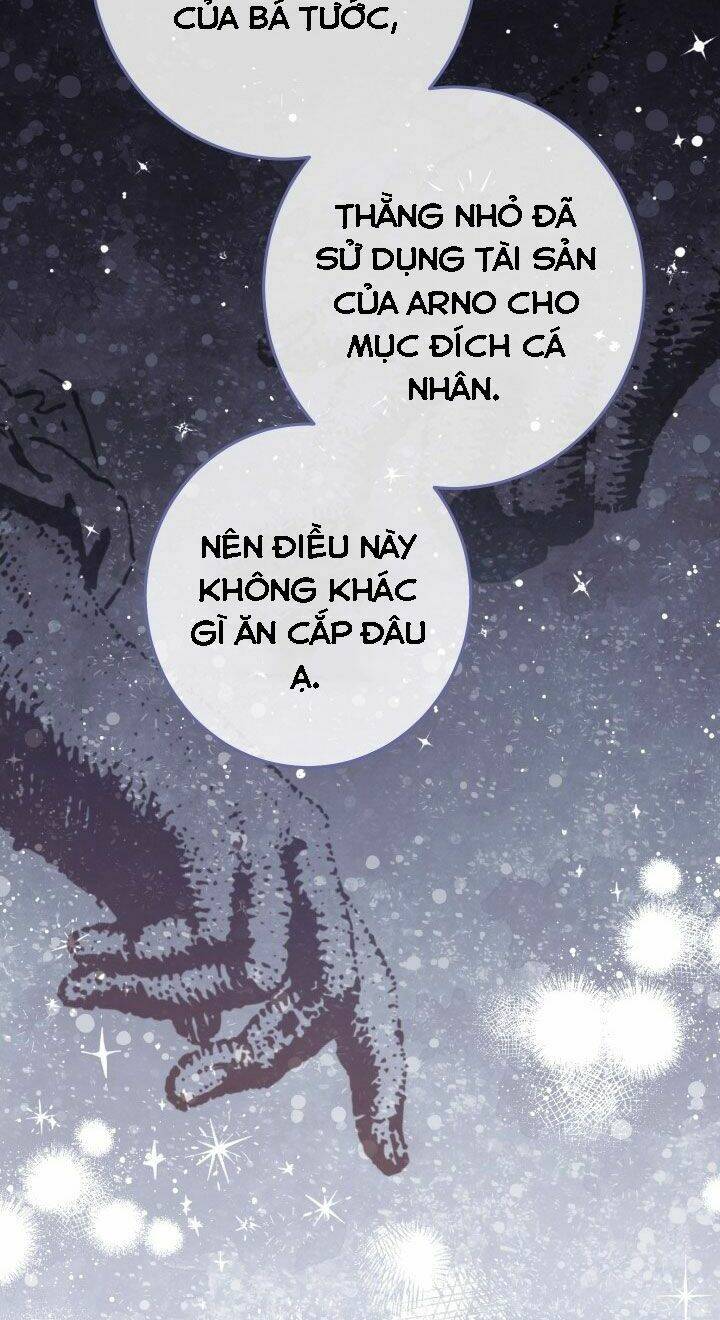 CỦA BÁ TƯỚC,
THẰNG NHỎ ĐÃ
SỬ DỤNG TÀI SẢN
CỦA ARNO CHO
MỤC ĐÍCH CÁ
NHÂN.
NÊN ĐIỀU NÀY
KHÔNG KHÁC
GÌ ĂN CẮP ĐÂU
Ạ.